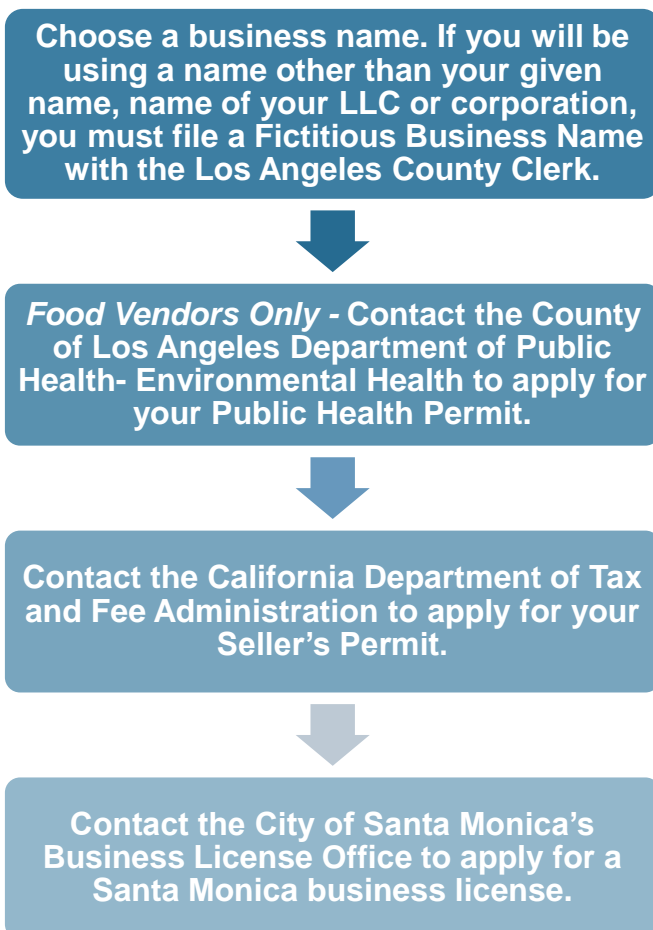 Choose a business name. If you will be
using a name other than your given
name, name of your LLC or corporation,
you must file a Fictitious Business Name
with the Los Angeles County Clerk.
Food Vendors Only - Contact the County
of Los Angeles Department of Public
Health- Environmental Health to apply for
your Public Health Permit.
Contact the California Department of Tax
and Fee Administration to apply for your
Seller's Permit.
Contact the City of Santa Monica's
Business License Office to apply for a
Santa Monica business license.